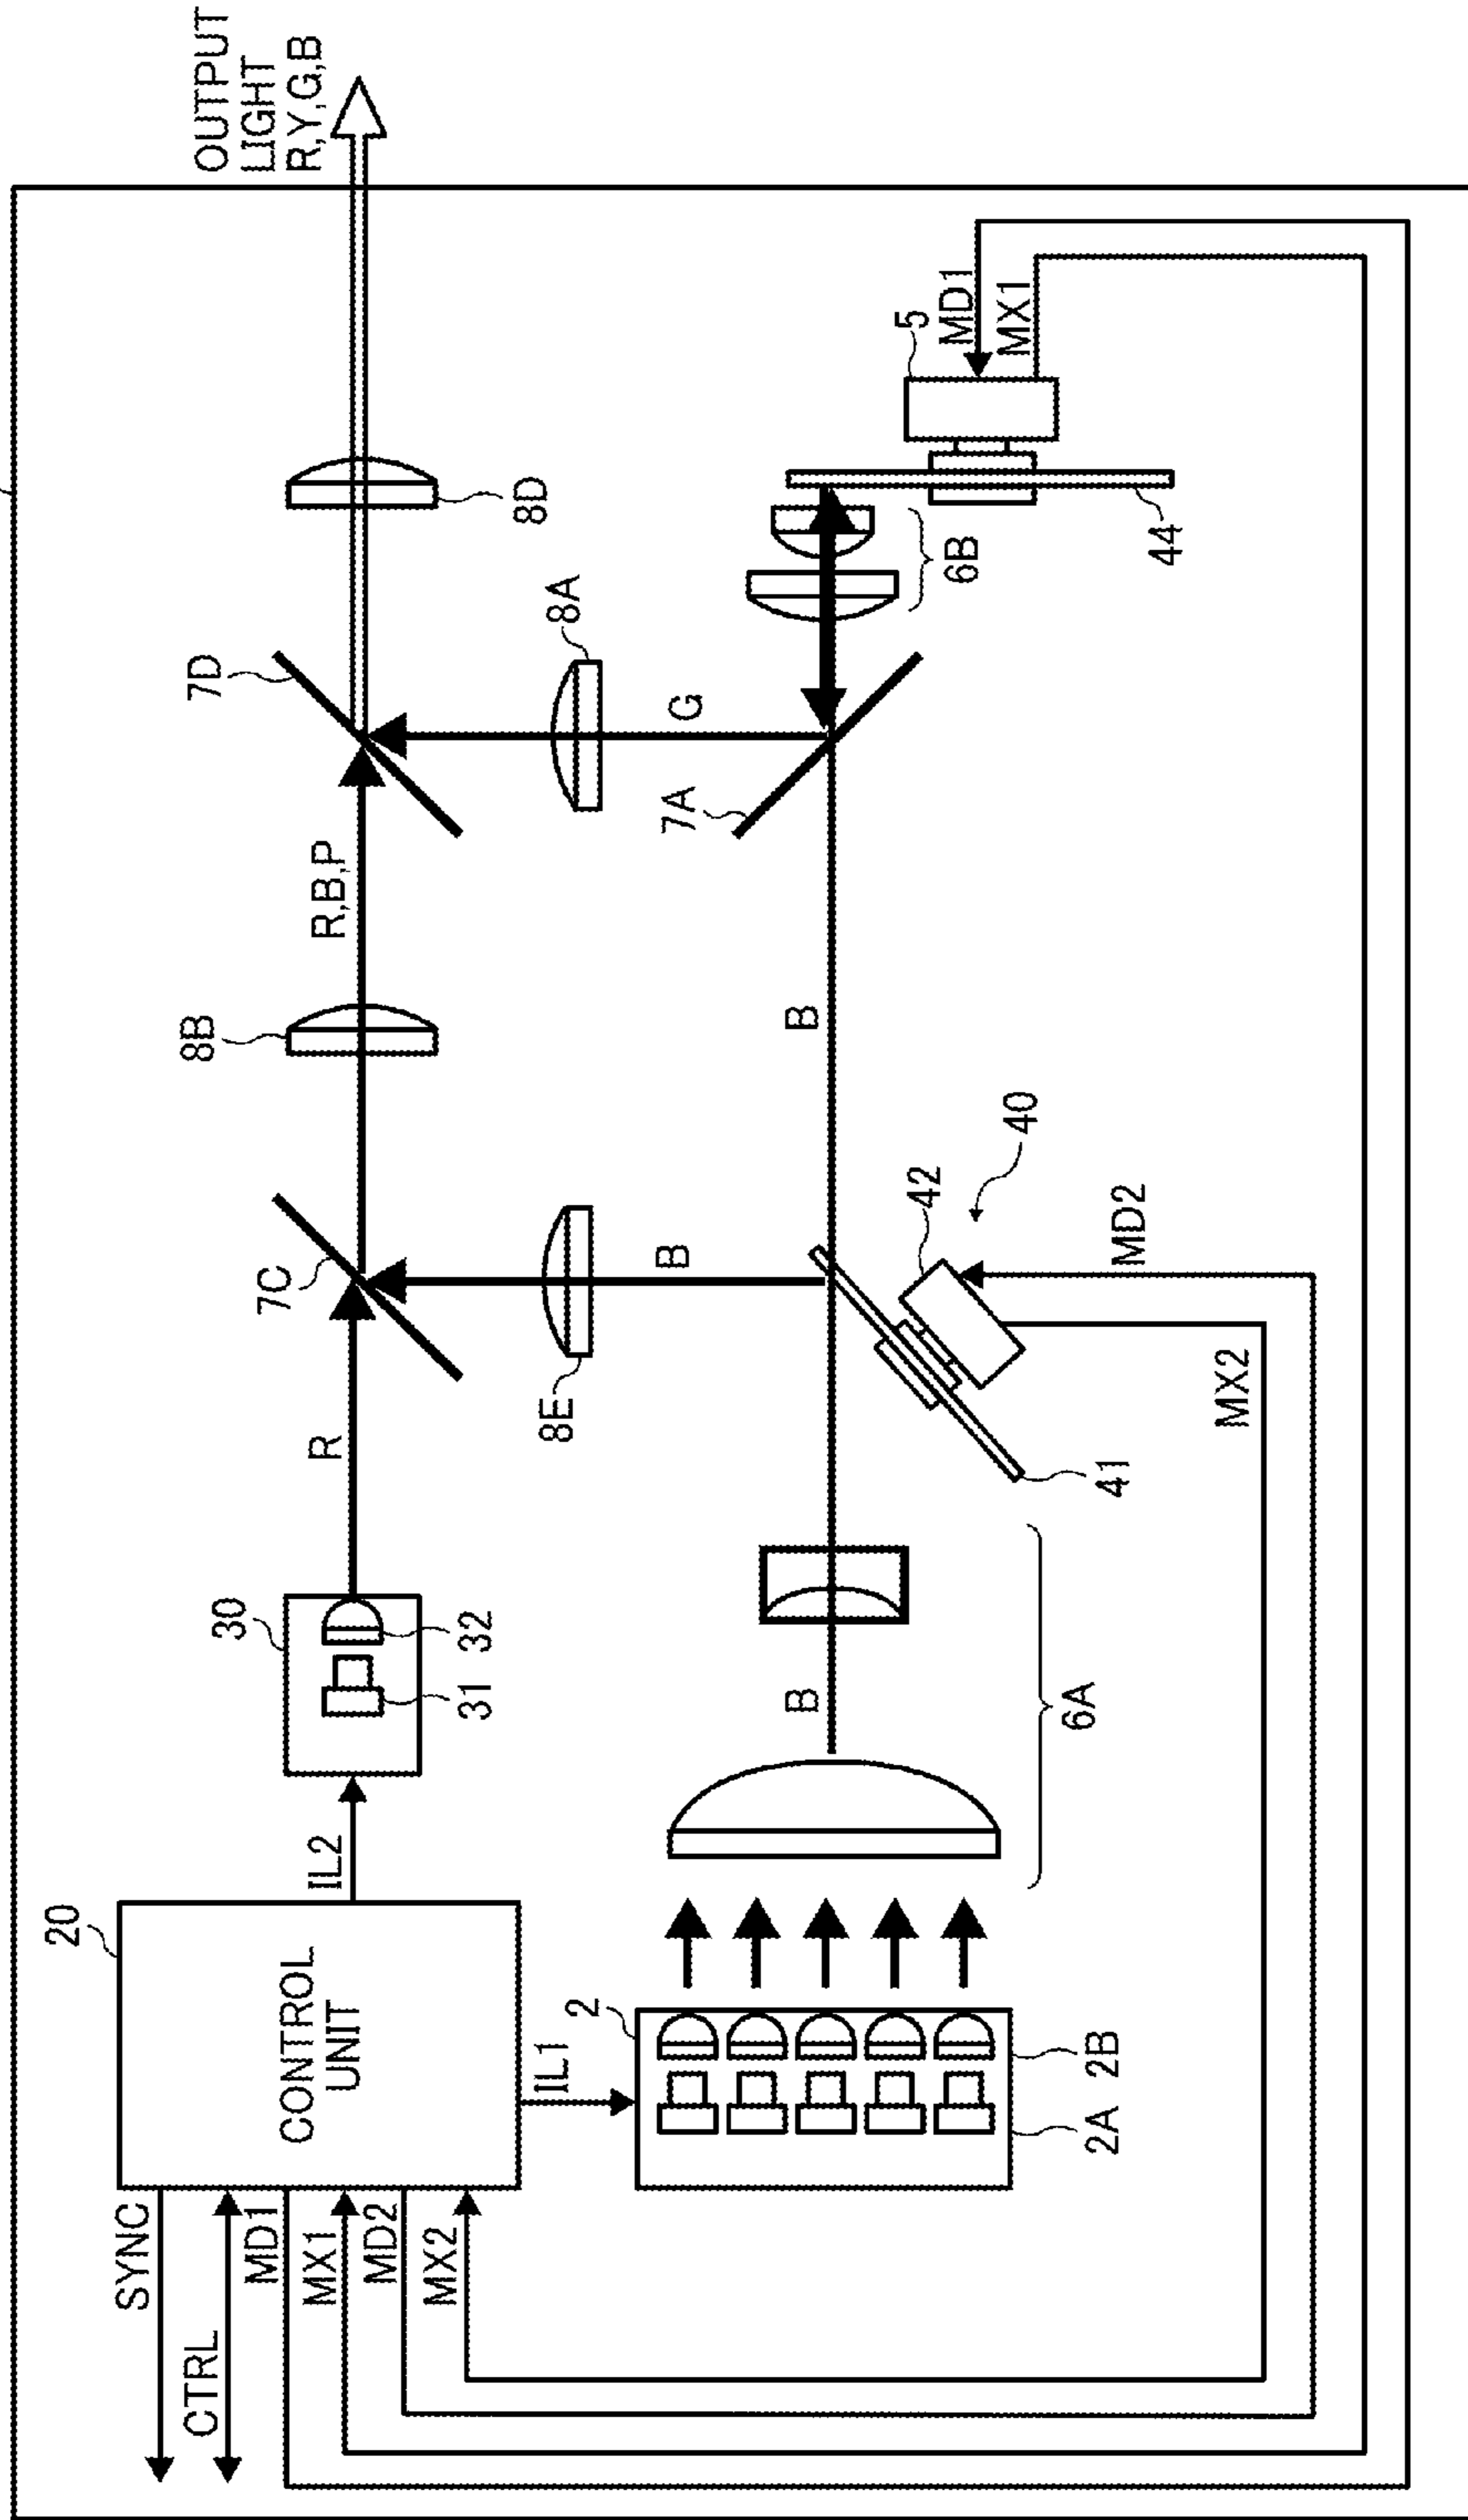 OUTPUT
LIGHT
R,Y,G,B
20
CONTROL
UNIT
SYNC
CTRL
MD1
MX1
MD2
MX2
IL2
IL1
30
31
32
R
7C
8B
R,B,P
7D
8D
8E
B
8A
G
7A
2
2A
2B
B
6A
B
6B
44
5
MD1
MX1
41
42
40
MD2
MX2